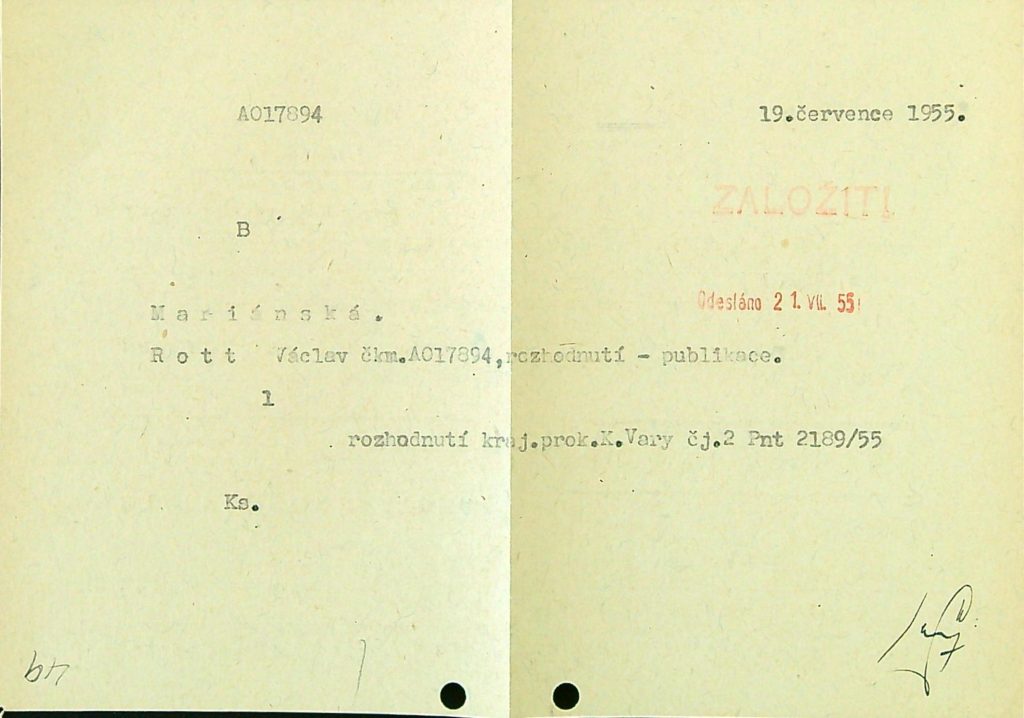 A017894
19.července 1955.
ZALOŽITI
B
Odesláno 21. VII. 55
Mariánská.
Rott Václav čkm.A017894,rozhodnutí - publikace.
1
rozhodnutí kraj.prok.K.Vary čj.2 Pnt 2189/55
Ks.
49